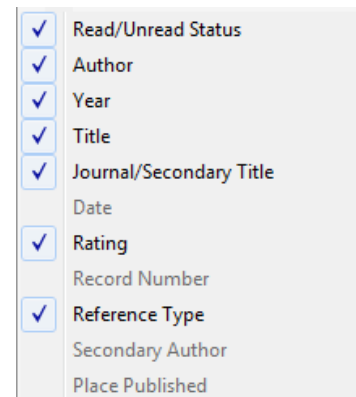 Read/Unread Status
Author
Year
Title
Journal/Secondary Title
Date
Rating
Record Number
Reference Type
Secondary Author
Place Published